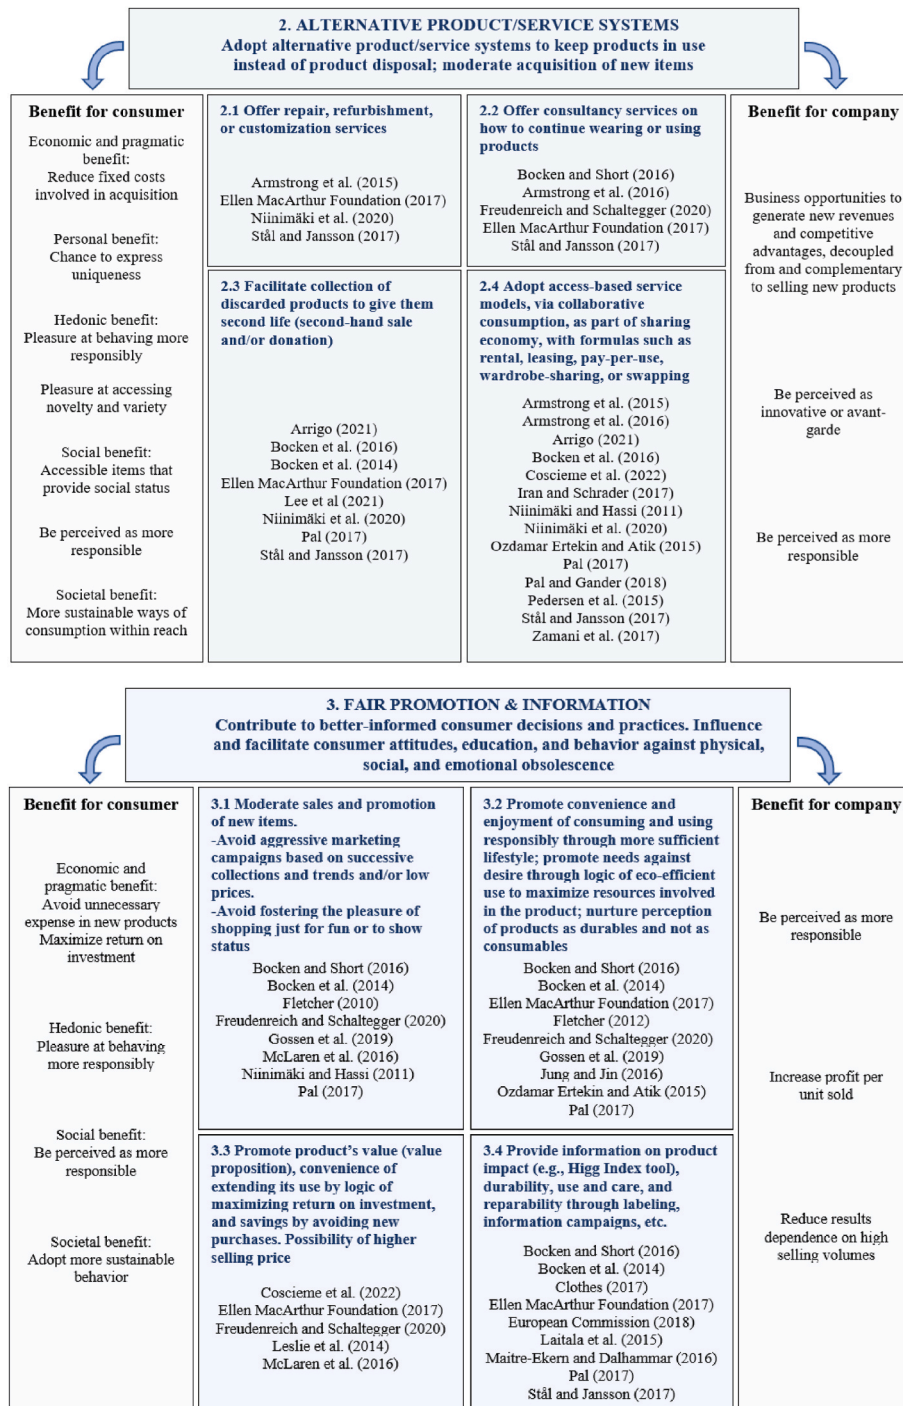 2. ALTERNATIVE PRODUCT/SERVICE SYSTEMS
Adopt alternative product/service systems to keep products in use
instead of product disposal; moderate acquisition of new items
Benefit for consumer
Economic and pragmatic
benefit:
Reduce fixed costs
involved in acquisition
Personal benefit:
Chance to express
uniqueness
Hedonic benefit:
Pleasure at behaving more
responsibly
Pleasure at accessing
novelty and variety
Social benefit:
Accessible items that
provide social status
Be perceived as more
responsible
Societal benefit:
More sustainable ways of
consumption within reach
2.1 Offer repair, refurbishment,
or customization services
Armstrong et al. (2015)
Ellen MacArthur Foundation (2017)
Niinimäki et al. (2020)
Stål and Jansson (2017)
2.2 Offer consultancy services on
how to continue wearing or using
products
Bocken and Short (2016)
Armstrong et al. (2016)
Freudenreich and Schaltegger (2020)
Ellen MacArthur Foundation (2017)
Stål and Jansson (2017)
2.3 Facilitate collection of
discarded products to give them
second life (second-hand sale
and/or donation)
Arrigo (2021)
Bocken et al. (2016)
Bocken et al. (2014)
Ellen MacArthur Foundation (2017)
Lee et al (2021)
Niinimäki et al. (2020)
Pal (2017)
Stål and Jansson (2017)
2.4 Adopt access-based service
models, via collaborative
consumption, as part of sharing
economy, with formulas such as
rental, leasing, pay-per-use,
wardrobe-sharing, or swapping
Armstrong et al. (2015)
Armstrong et al. (2016)
Arrigo (2021)
Bocken et al. (2016)
Coscieme et al. (2022)
Iran and Schrader (2017)
Niinimäki and Hassi (2011)
Niinimäki et al. (2020)
Ozdamar Ertekin and Atik (2015)
Pal (2017)
Pal and Gander (2018)
Pedersen et al. (2015)
Stål and Jansson (2017)
Zamani et al. (2017)
Benefit for company
Business opportunities to
generate new revenues
and competitive
advantages, decoupled
from and complementary
to selling new products
Be perceived as
innovative or avant-
garde
Be perceived as more
responsible
3. FAIR PROMOTION & INFORMATION
Contribute to better-informed consumer decisions and practices. Influence
and facilitate consumer attitudes, education, and behavior against physical,
social, and emotional obsolescence
Benefit for consumer
Economic and
pragmatic benefit:
Avoid unnecessary
expense in new products
Maximize return on
investment
Hedonic benefit:
Pleasure at behaving
more responsibly
Social benefit:
Be perceived as more
responsible
Societal benefit:
Adopt more sustainable
behavior
3.1 Moderate sales and promotion
of new items.
-Avoid aggressive marketing
campaigns based on successive
collections and trends and/or low
prices.
-Avoid fostering the pleasure of
shopping just for fun or to show
status
Bocken and Short (2016)
Bocken et al. (2014)
Fletcher (2010)
Freudenreich and Schaltegger (2020)
Gossen et al. (2019)
McLaren et al. (2016)
Niinimäki and Hassi (2011)
Pal (2017)
3.2 Promote convenience and
enjoyment of consuming and using
responsibly through more sufficient
lifestyle; promote needs against
desire through logic of eco-efficient
use to maximize resources involved
in the product; nurture perception
of products as durables and not as
consumables
Bocken and Short (2016)
Bocken et al. (2014)
Ellen MacArthur Foundation (2017)
Fletcher (2012)
Freudenreich and Schaltegger (2020)
Gossen et al. (2019)
Jung and Jin (2016)
Ozdamar Ertekin and Atik (2015)
Pal (2017)
3.3 Promote product's value (value
proposition), convenience of
extending its use by logic of
maximizing return on investment,
and savings by avoiding new
purchases. Possibility of higher
selling price
Coscieme et al. (2022)
Ellen MacArthur Foundation (2017)
Freudenreich and Schaltegger (2020)
Leslie et al. (2014)
McLaren et al. (2016)
3.4 Provide information on product
impact (e.g., Higg Index tool),
durability, use and care, and
reparability through labeling,
information campaigns, etc.
Bocken and Short (2016)
Bocken et al. (2014)
Clothes (2017)
Ellen MacArthur Foundation (2017)
European Commission (2018)
Laitala et al. (2015)
Maitre-Ekern and Dalhammar (2016)
Pal (2017)
Stål and Jansson (2017)
Benefit for company
Be perceived as more
responsible
Increase profit per
unit sold
Reduce results
dependence on high
selling volumes